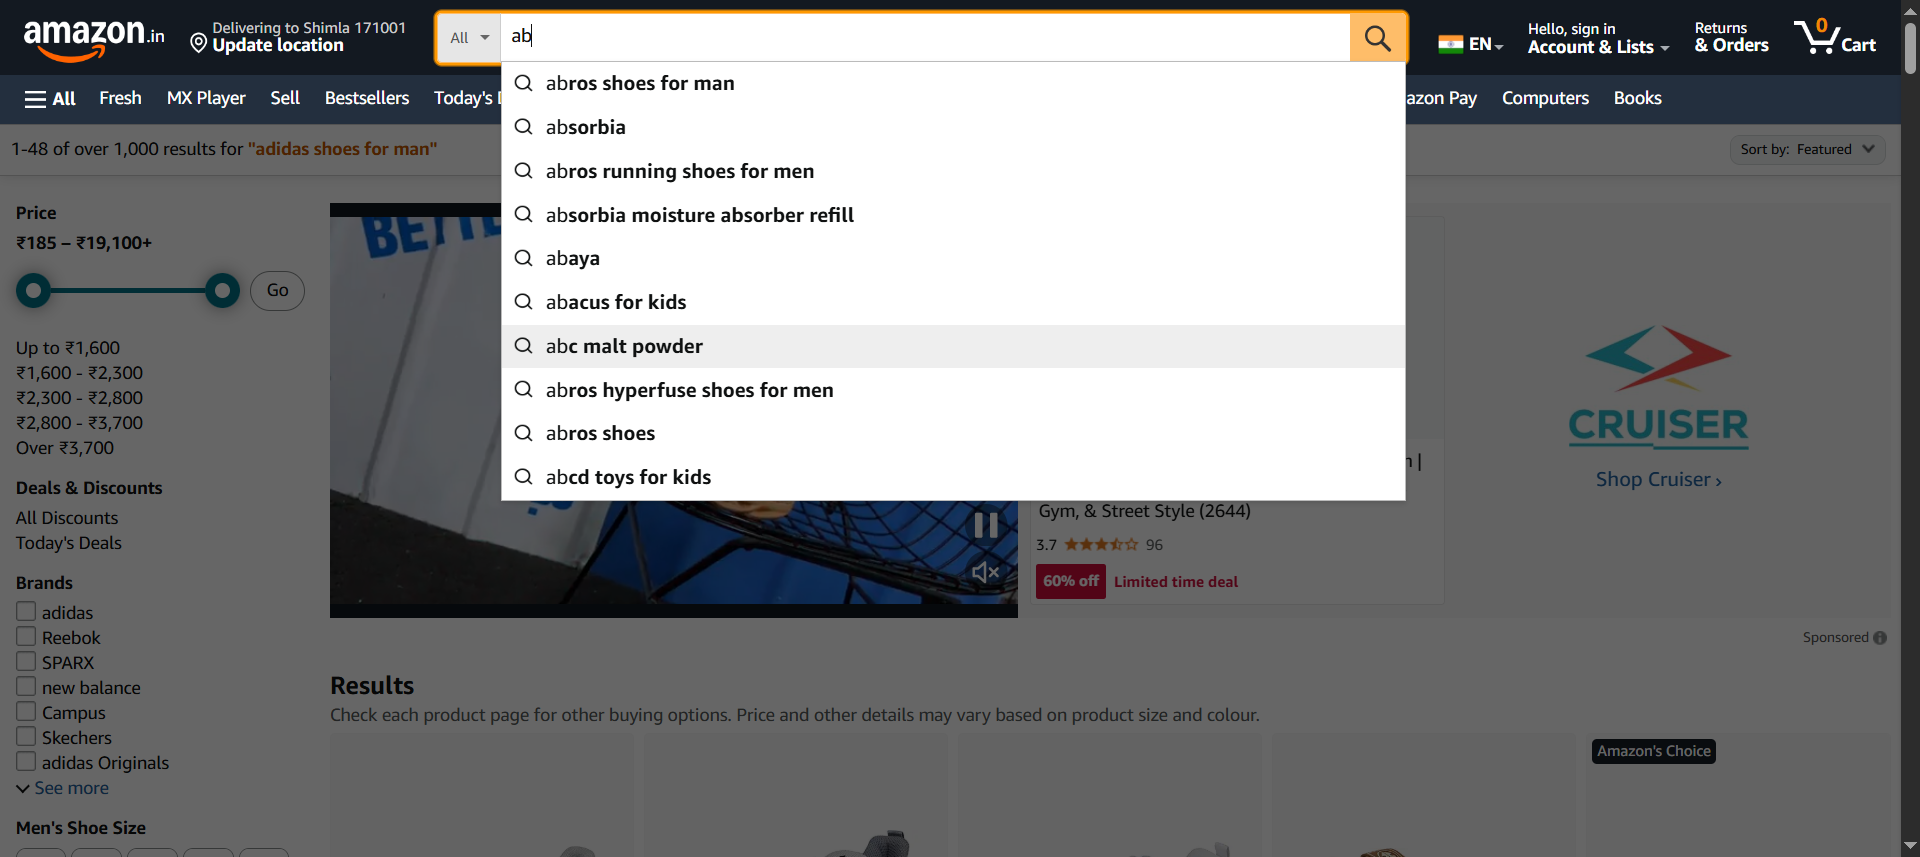 amazon.in
Delivering to Shimla 171001
Update location
All
ab
EN
Hello, sign in
Account & Lists
Returns
& Orders
0
Cart
All
Fresh
MX Player
Sell
Bestsellers
Today's
azon Pay
Computers
Books
abros shoes for man
absorbia
abros running shoes for men
absorbia moisture absorber refill
abaya
abacus for kids
abc malt powder
abros hyperfuse shoes for men
abros shoes
abcd toys for kids
1-48 of over 1,000 results for "adidas shoes for man"
Sort by: Featured
Price
₹185 – ₹19,100+
Go
Up to ₹1,600
₹1,600 - ₹2,300
₹2,300 - ₹2,800
₹2,800 - ₹3,700
Over ₹3,700
Deals & Discounts
All Discounts
Today's Deals
Brands
adidas
Reebok
SPARX
new balance
Campus
Skechers
adidas Originals
See more
Men's Shoe Size
n |
Gym, & Street Style (2644)
3.7
96
60% off
Limited time deal
CRUISER
Shop Cruiser ›
Sponsored
Results
Check each product page for other buying options. Price and other details may vary based on product size and colour.
Amazon's Choice